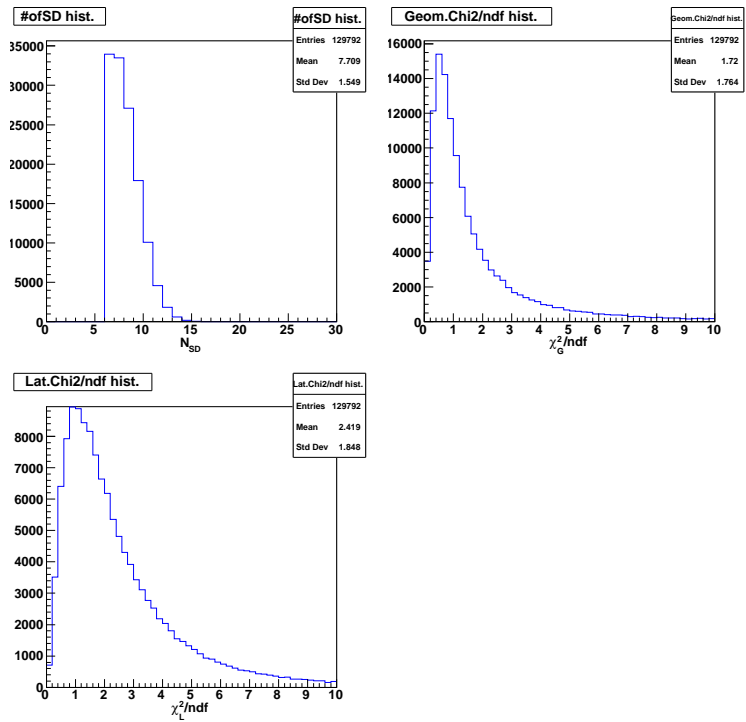 #ofSD hist.
#ofSD hist.
Entries 129792
Mean 7.709
Std Dev 1.549
35000
30000
25000
20000
15000
10000
5000
0
0 5 10 15 20 25 30
N_SD
Geom.Chi2/ndf hist.
Geom.Chi2/ndf hist.
Entries 129792
Mean 1.72
Std Dev 1.764
16000
14000
12000
10000
8000
6000
4000
2000
0
0 1 2 3 4 5 6 7 8 9 10
χ²_G/ndf
Lat.Chi2/ndf hist.
Lat.Chi2/ndf hist.
Entries 129792
Mean 2.419
Std Dev 1.848
8000
7000
6000
5000
4000
3000
2000
1000
0
0 1 2 3 4 5 6 7 8 9 10
χ²_L/ndf